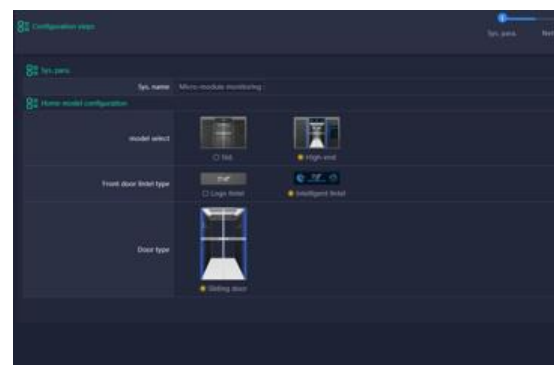 Configuration steps
Sys. para.
Sys. para.
Sys. name
Micro-module monitoring
Home model configuration
model select
High-end
Front door lintel type
Logo lintel
Intelligent lintel
Door type
Sliding door